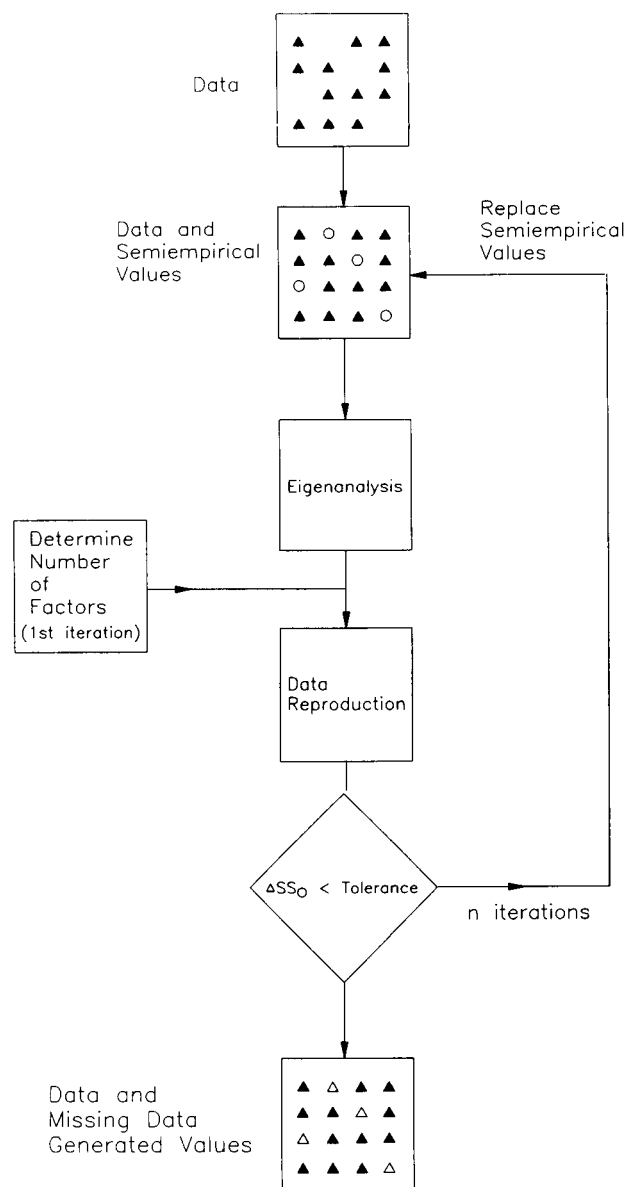 Data
Data and
Semiempirical
Values
Replace
Semiempirical
Values
Eigenanalysis
Determine
Number
of
Factors
(1st iteration)
Data
Reproduction
ΔSSO < Tolerance
n iterations
Data and
Missing Data
Generated Values